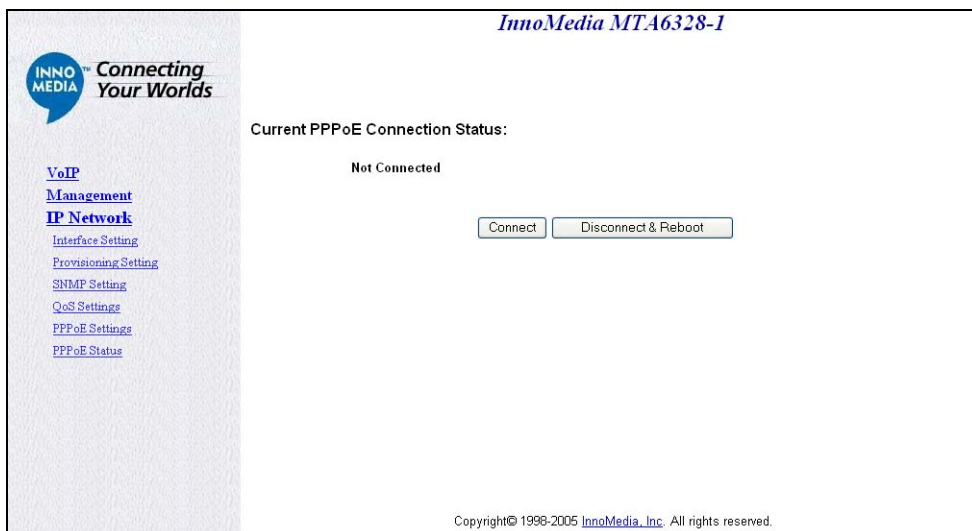 InnoMedia MTA6328-1
INNO MEDIA ™ Connecting
Your Worlds
VoIP
Management
IP Network
Interface Setting
Provisioning Setting
SNMP Setting
QoS Settings
PPPoE Settings
PPPoE Status
Current PPPoE Connection Status:
Not Connected
Connect Disconnect & Reboot
Copyright© 1998-2005 InnoMedia, Inc. All rights reserved.